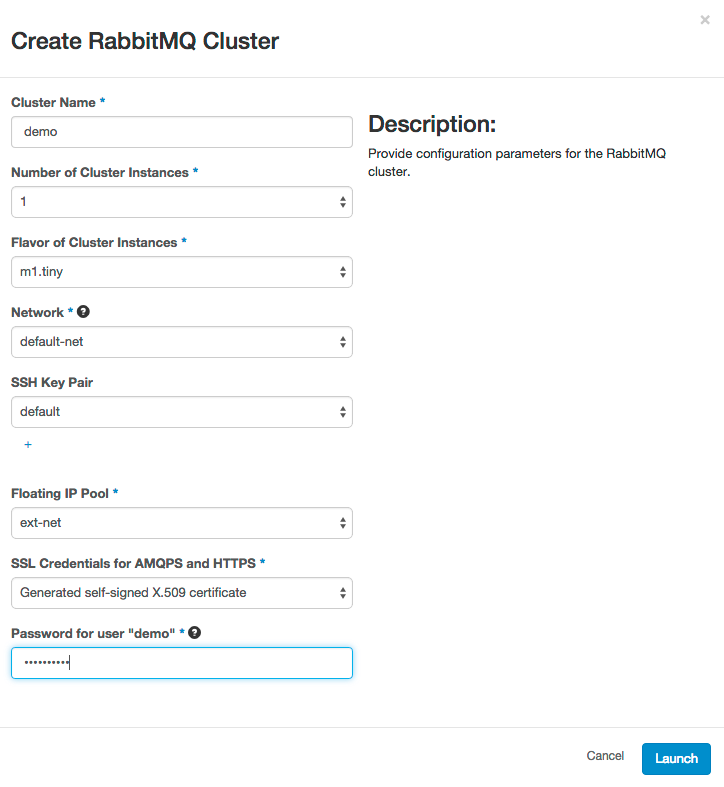 ×
Create RabbitMQ Cluster
Cluster Name *
demo
Description:
Provide configuration parameters for the RabbitMQ
cluster.
Number of Cluster Instances *
1
Flavor of Cluster Instances *
m1.tiny
Network * ?
default-net
SSH Key Pair
default
+
Floating IP Pool *
ext-net
SSL Credentials for AMQPS and HTTPS *
Generated self-signed X.509 certificate
Password for user "demo" * ?
••••••••••
Cancel
Launch